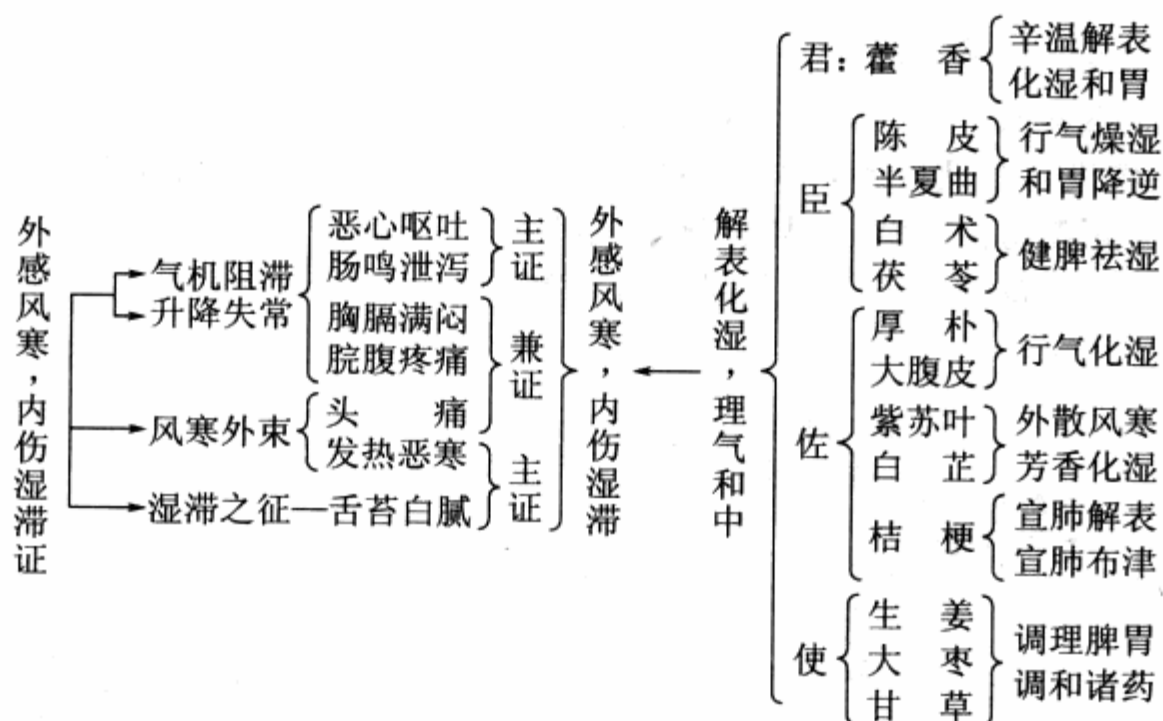 外感风寒，内伤湿滞证
气机阻滞
升降失常
恶心呕吐
肠鸣泄泻
主证
胸膈满闷
脘腹疼痛
兼证
风寒外束
头 痛
发热恶寒
湿滞之征
舌苔白腻
主证
外感风寒，内伤湿滞
解表化湿，理气和中
君：藿 香
辛温解表
化湿和胃
臣
陈 皮
半夏曲
行气燥湿
和胃降逆
白 术
茯 苓
健脾祛湿
佐
厚 朴
大腹皮
行气化湿
紫苏叶
白 芷
外散风寒
芳香化湿
桔 梗
宣肺解表
宣肺布津
使
生 姜
大 枣
甘 草
调理脾胃
调和诸药